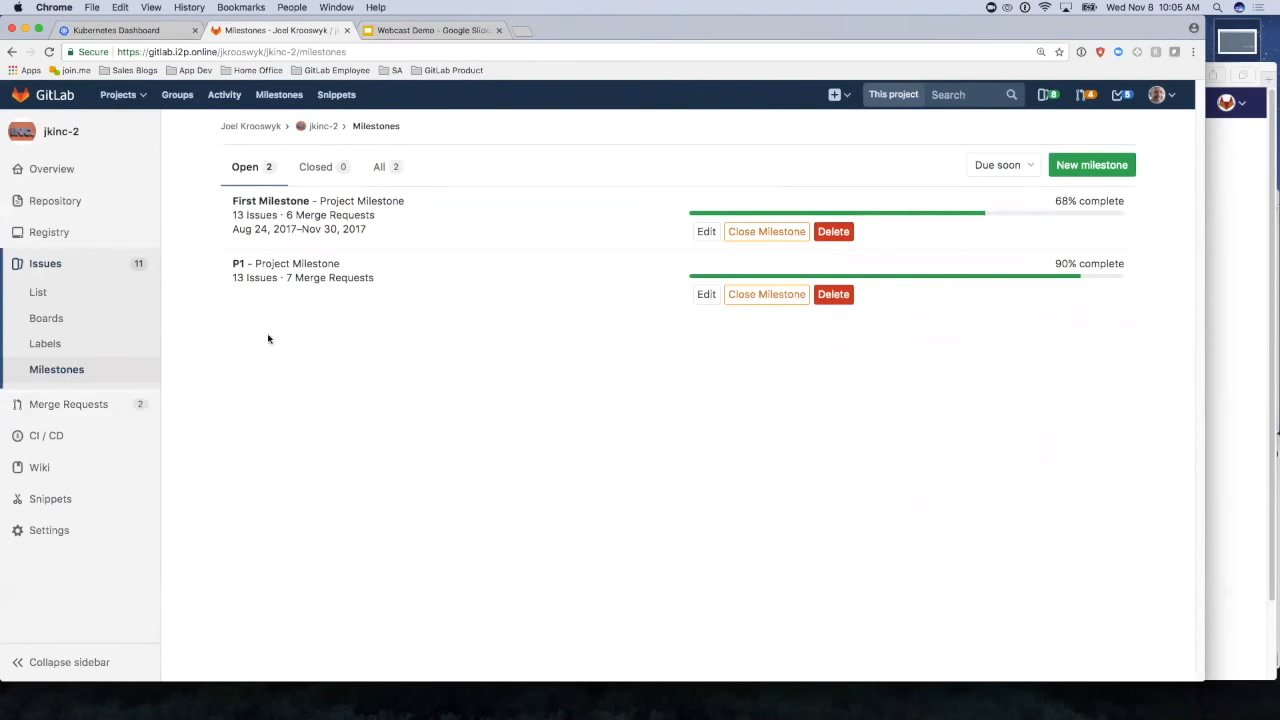 Chrome File Edit View History Bookmarks People Window Help Wed Nov 8 10:05 AM
Kubernetes Dashboard × Milestones · Joel Krooswyk / j × Webcast Demo - Google Slide ×
Secure https://gitlab.i2p.online/jkrooswyk/jkinc-2/milestones
Apps join.me Sales Blogs App Dev Home Office GitLab Employee SA GitLab Product
GitLab Projects Groups Activity Milestones Snippets This project Search 8 4 5
jkinc-2
Joel Krooswyk › jkinc-2 › Milestones
Overview
Repository
Registry
Issues 11
List
Boards
Labels
Milestones
Merge Requests 2
CI / CD
Wiki
Snippets
Settings
Collapse sidebar
Open 2 Closed 0 All 2 Due soon New milestone
First Milestone - Project Milestone 68% complete
13 Issues · 6 Merge Requests
Aug 24, 2017–Nov 30, 2017 Edit Close Milestone Delete
P1 - Project Milestone 90% complete
13 Issues · 7 Merge Requests
Edit Close Milestone Delete